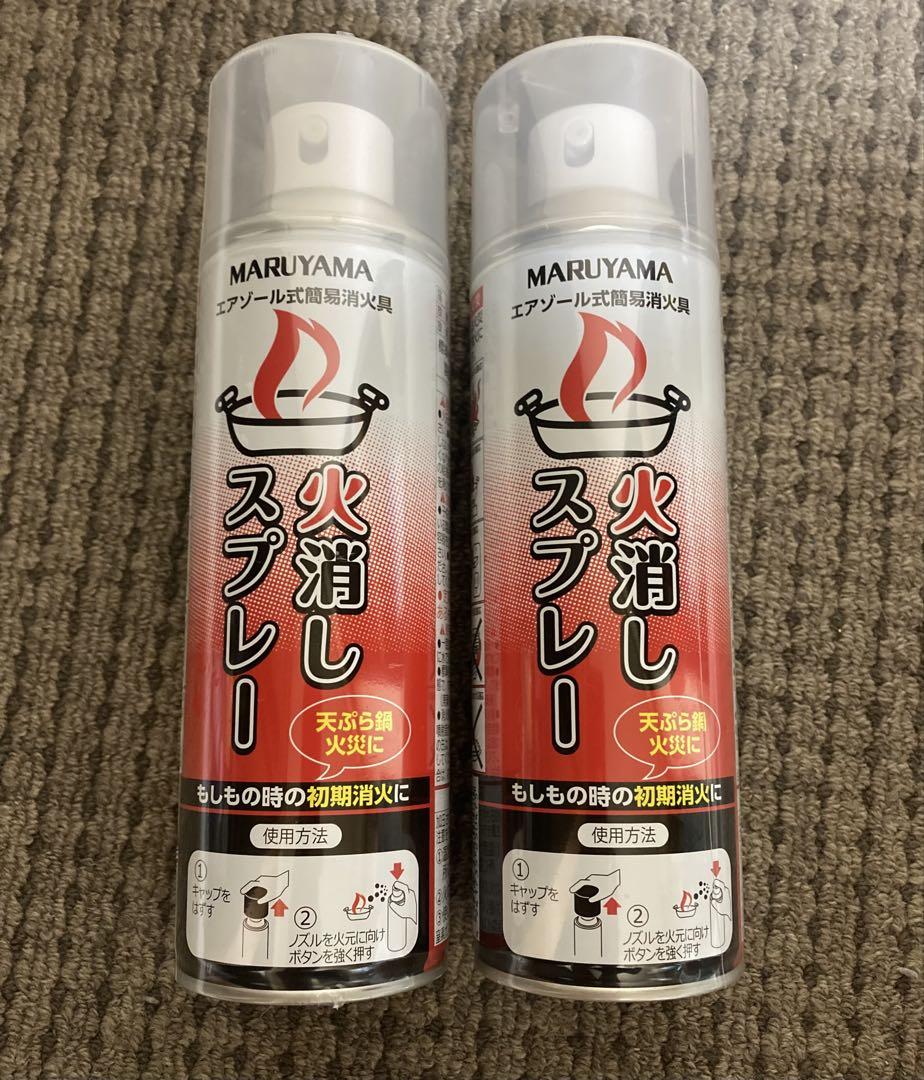 MARUYAMA
エアゾール式簡易消火具
火消し
スプレー
天ぷら鍋
火災に
もしもの時の初期消火に
使用方法
①
キャップを
はずす
②
ノズルを火元に向け
ボタンを強く押す
MARUYAMA
エアゾール式簡易消火具
火消し
スプレー
天ぷら鍋
火災に
もしもの時の初期消火に
使用方法
①
キャップを
はずす
②
ノズルを火元に向け
ボタンを強く押す